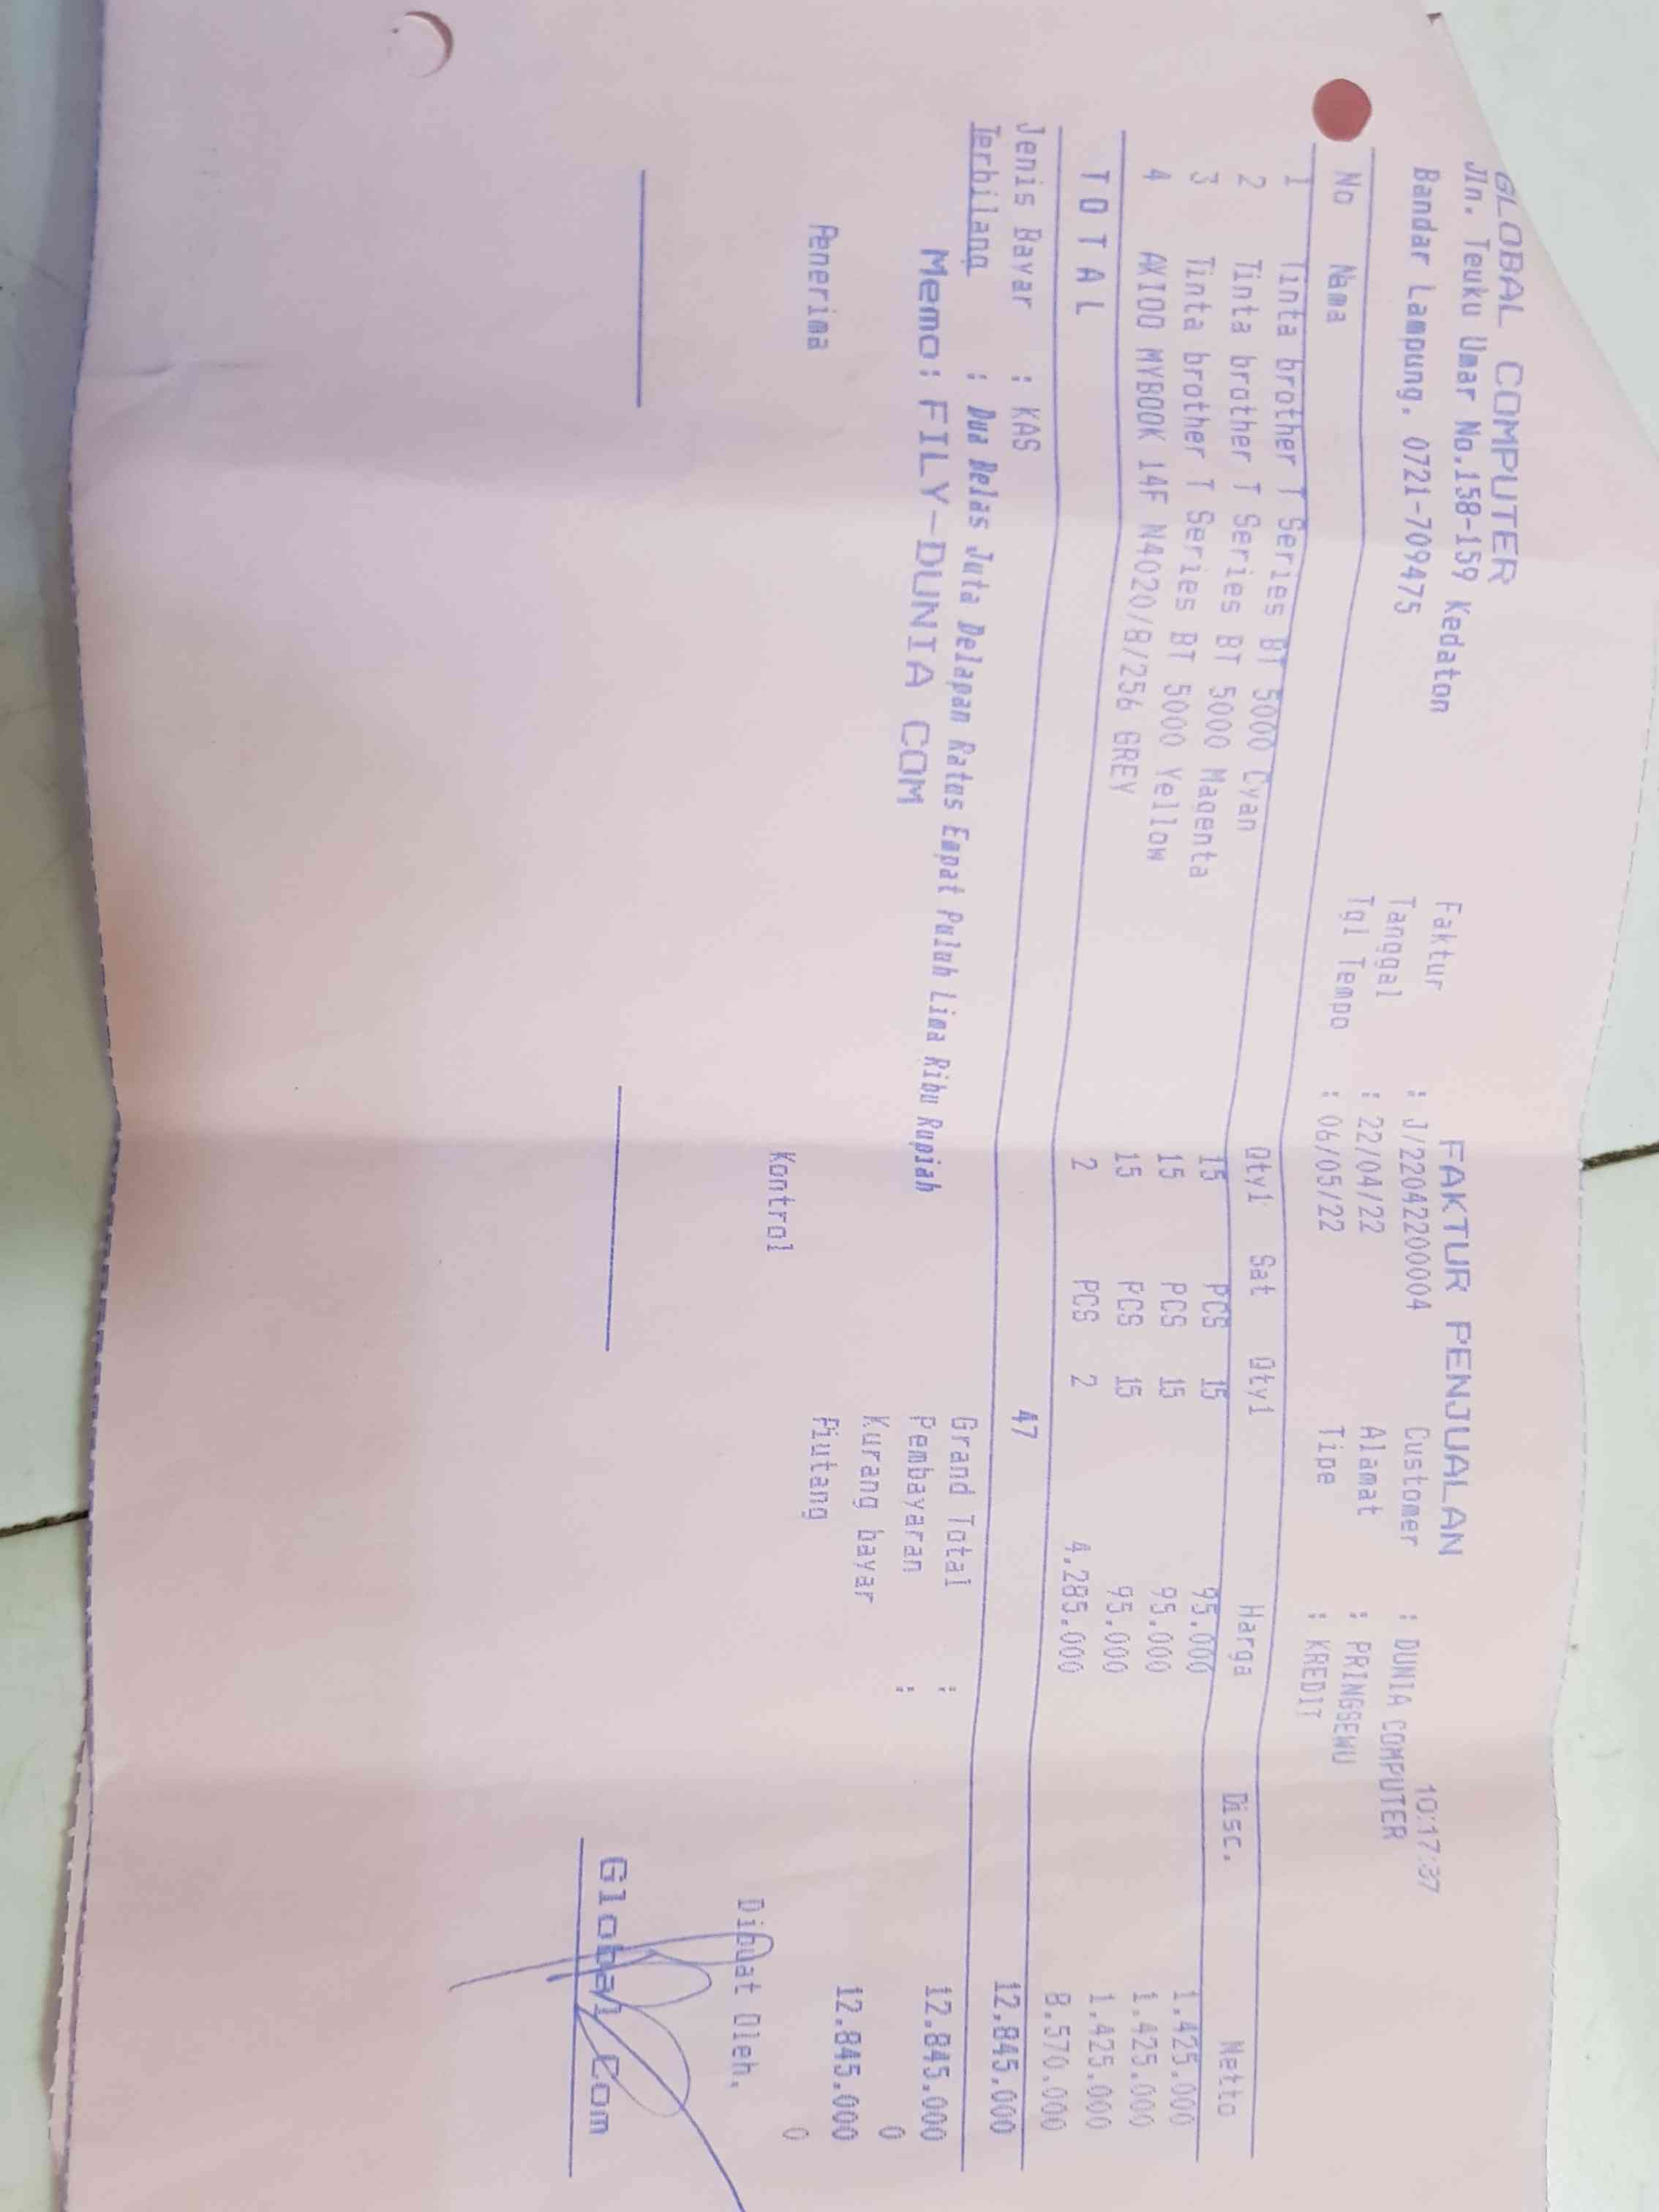 GLOBAL COMPUTER
Jln. Teuku Umar No.158-159 Kedaton
Bandar Lampung, 0721-709475
FAKTUR PENJUALAN 10:17:37
Faktur : J/22042200004 Customer : DUNIA COMPUTER
Tanggal : 22/04/22 Alamat : PRINGSEWU
Tgl Tempo : 06/05/22 Tipe : KREDIT
No Nama Qty1 Sat Qty1 Harga Disc. Netto
1 Tinta brother T Series BT 5000 Cyan 15 PCS 15 95.000 1.425.000
2 Tinta brother T Series BT 5000 Magenta 15 PCS 15 95.000 1.425.000
3 Tinta brother T Series BT 5000 Yellow 15 PCS 15 95.000 1.425.000
4 AXIOO MYBOOK 14F N4020/8/256 GREY 2 PCS 2 4.285.000 8.570.000
T O T A L 47 12.845.000
Jenis Bayar : KAS Grand Total : 12.845.000
Terbilang : Dua Belas Juta Delapan Ratus Empat Puluh Lima Ribu Rupiah Pembayaran : 0
Memo : FILY-DUNIA COM Kurang bayar 12.845.000
Piutang 0
Penerima Kontrol Dibuat Oleh,
Global Com